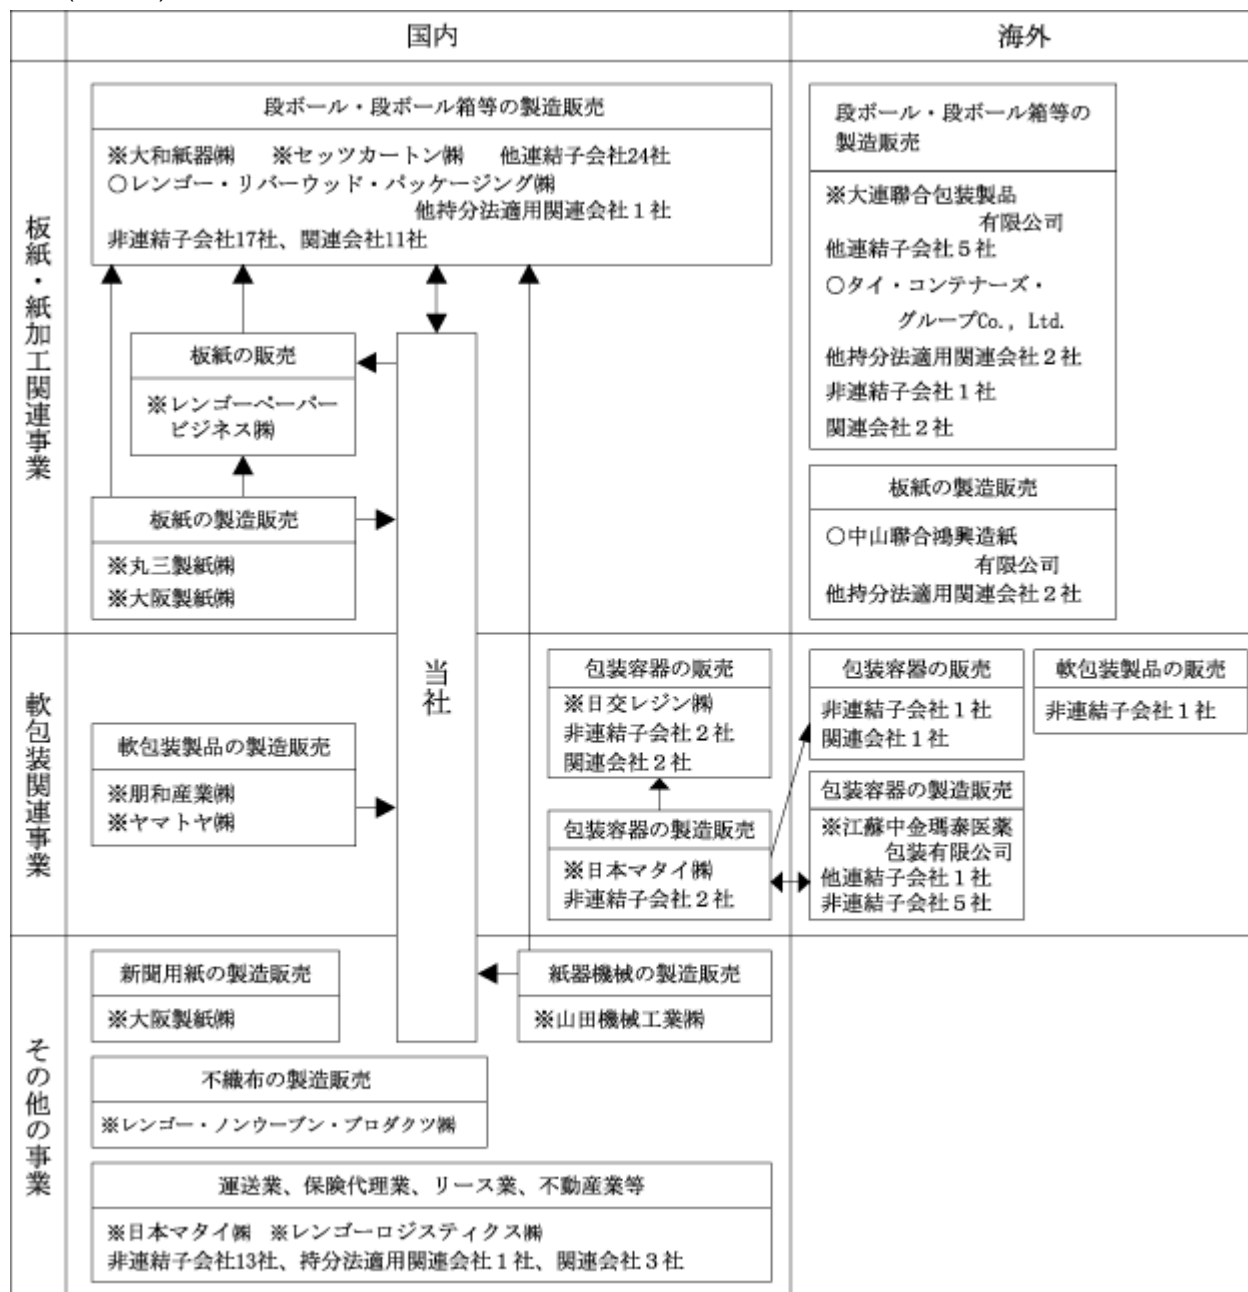 国内
海外
板紙・紙加工関連事業
段ボール・段ボール箱等の製造販売
※大和紙器㈱　※セッツカートン㈱　他連結子会社24社
○レンゴー・リバーウッド・パッケージング㈱
他持分法適用関連会社１社
非連結子会社17社、関連会社11社
板紙の販売
※レンゴーペーパー
ビジネス㈱
板紙の製造販売
※丸三製紙㈱
※大阪製紙㈱
当社
段ボール・段ボール箱等の
製造販売
※大連聯合包装製品
有限公司
他連結子会社５社
○タイ・コンテナーズ・
グループCo., Ltd.
他持分法適用関連会社２社
非連結子会社１社
関連会社２社
板紙の製造販売
○中山聯合鴻興造紙
有限公司
他持分法適用関連会社２社
軟包装関連事業
軟包装製品の製造販売
※朋和産業㈱
※ヤマトヤ㈱
包装容器の販売
※日交レジン㈱
非連結子会社２社
関連会社２社
包装容器の製造販売
※日本マタイ㈱
非連結子会社２社
包装容器の販売
非連結子会社１社
関連会社１社
軟包装製品の販売
非連結子会社１社
包装容器の製造販売
※江蘇中金瑪泰医薬
包装有限公司
他連結子会社１社
非連結子会社５社
その他の事業
新聞用紙の製造販売
※大阪製紙㈱
紙器機械の製造販売
※山田機械工業㈱
不織布の製造販売
※レンゴー・ノンウーブン・プロダクツ㈱
運送業、保険代理業、リース業、不動産業等
※日本マタイ㈱　※レンゴーロジスティクス㈱
非連結子会社13社、持分法適用関連会社１社、関連会社３社